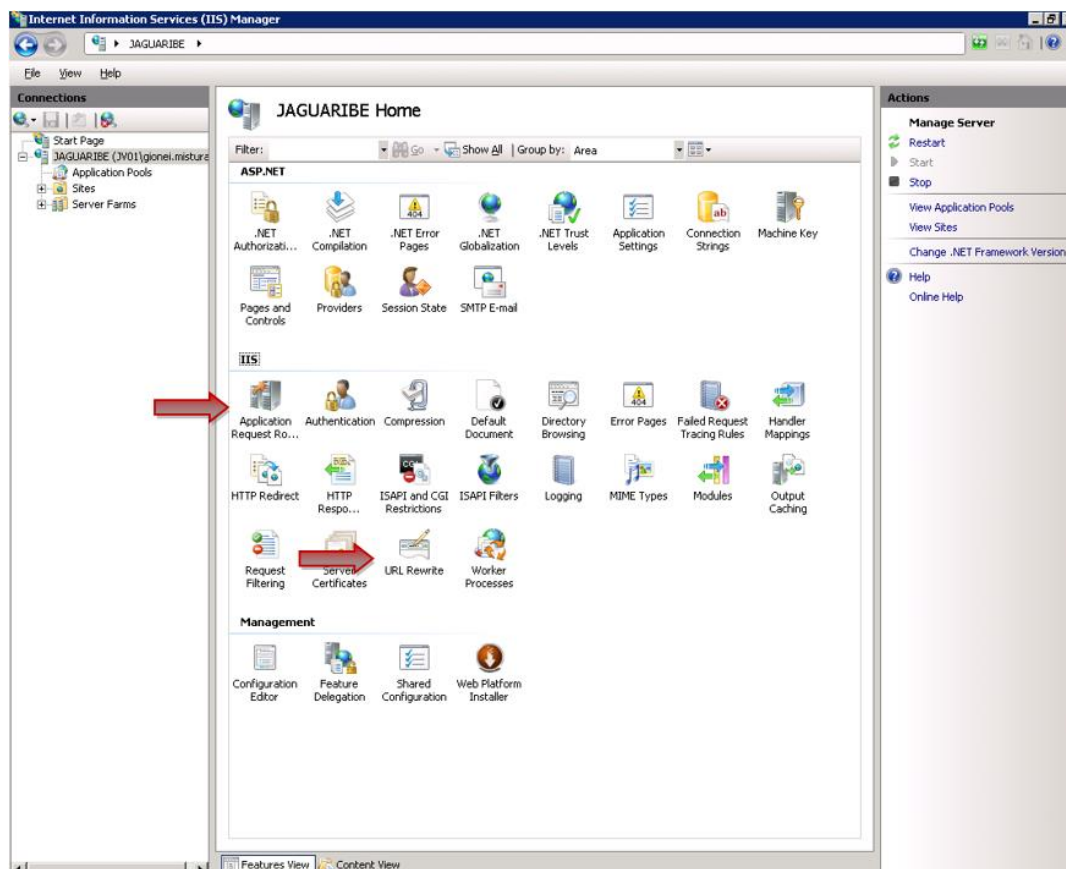 Internet Information Services (IIS) Manager
JAGUARIBE
File View Help
Connections
Start Page
JAGUARIBE (JV01\gionei.mistura
Application Pools
Sites
Server Farms
JAGUARIBE Home
Filter: Go Show All Group by: Area
ASP.NET
.NET Authorizati...
.NET Compilation
.NET Error Pages
.NET Globalization
.NET Trust Levels
Application Settings
Connection Strings
Machine Key
Pages and Controls
Providers
Session State
SMTP E-mail
IIS
Application Request Ro...
Authentication
Compression
Default Document
Directory Browsing
Error Pages
Failed Request Tracing Rules
Handler Mappings
HTTP Redirect
HTTP Respo...
ISAPI and CGI Restrictions
ISAPI Filters
Logging
MIME Types
Modules
Output Caching
Request Filtering
Server Certificates
URL Rewrite
Worker Processes
Management
Configuration Editor
Feature Delegation
Shared Configuration
Web Platform Installer
Features View Content View
Actions
Manage Server
Restart
Start
Stop
View Application Pools
View Sites
Change .NET Framework Version
Help
Online Help